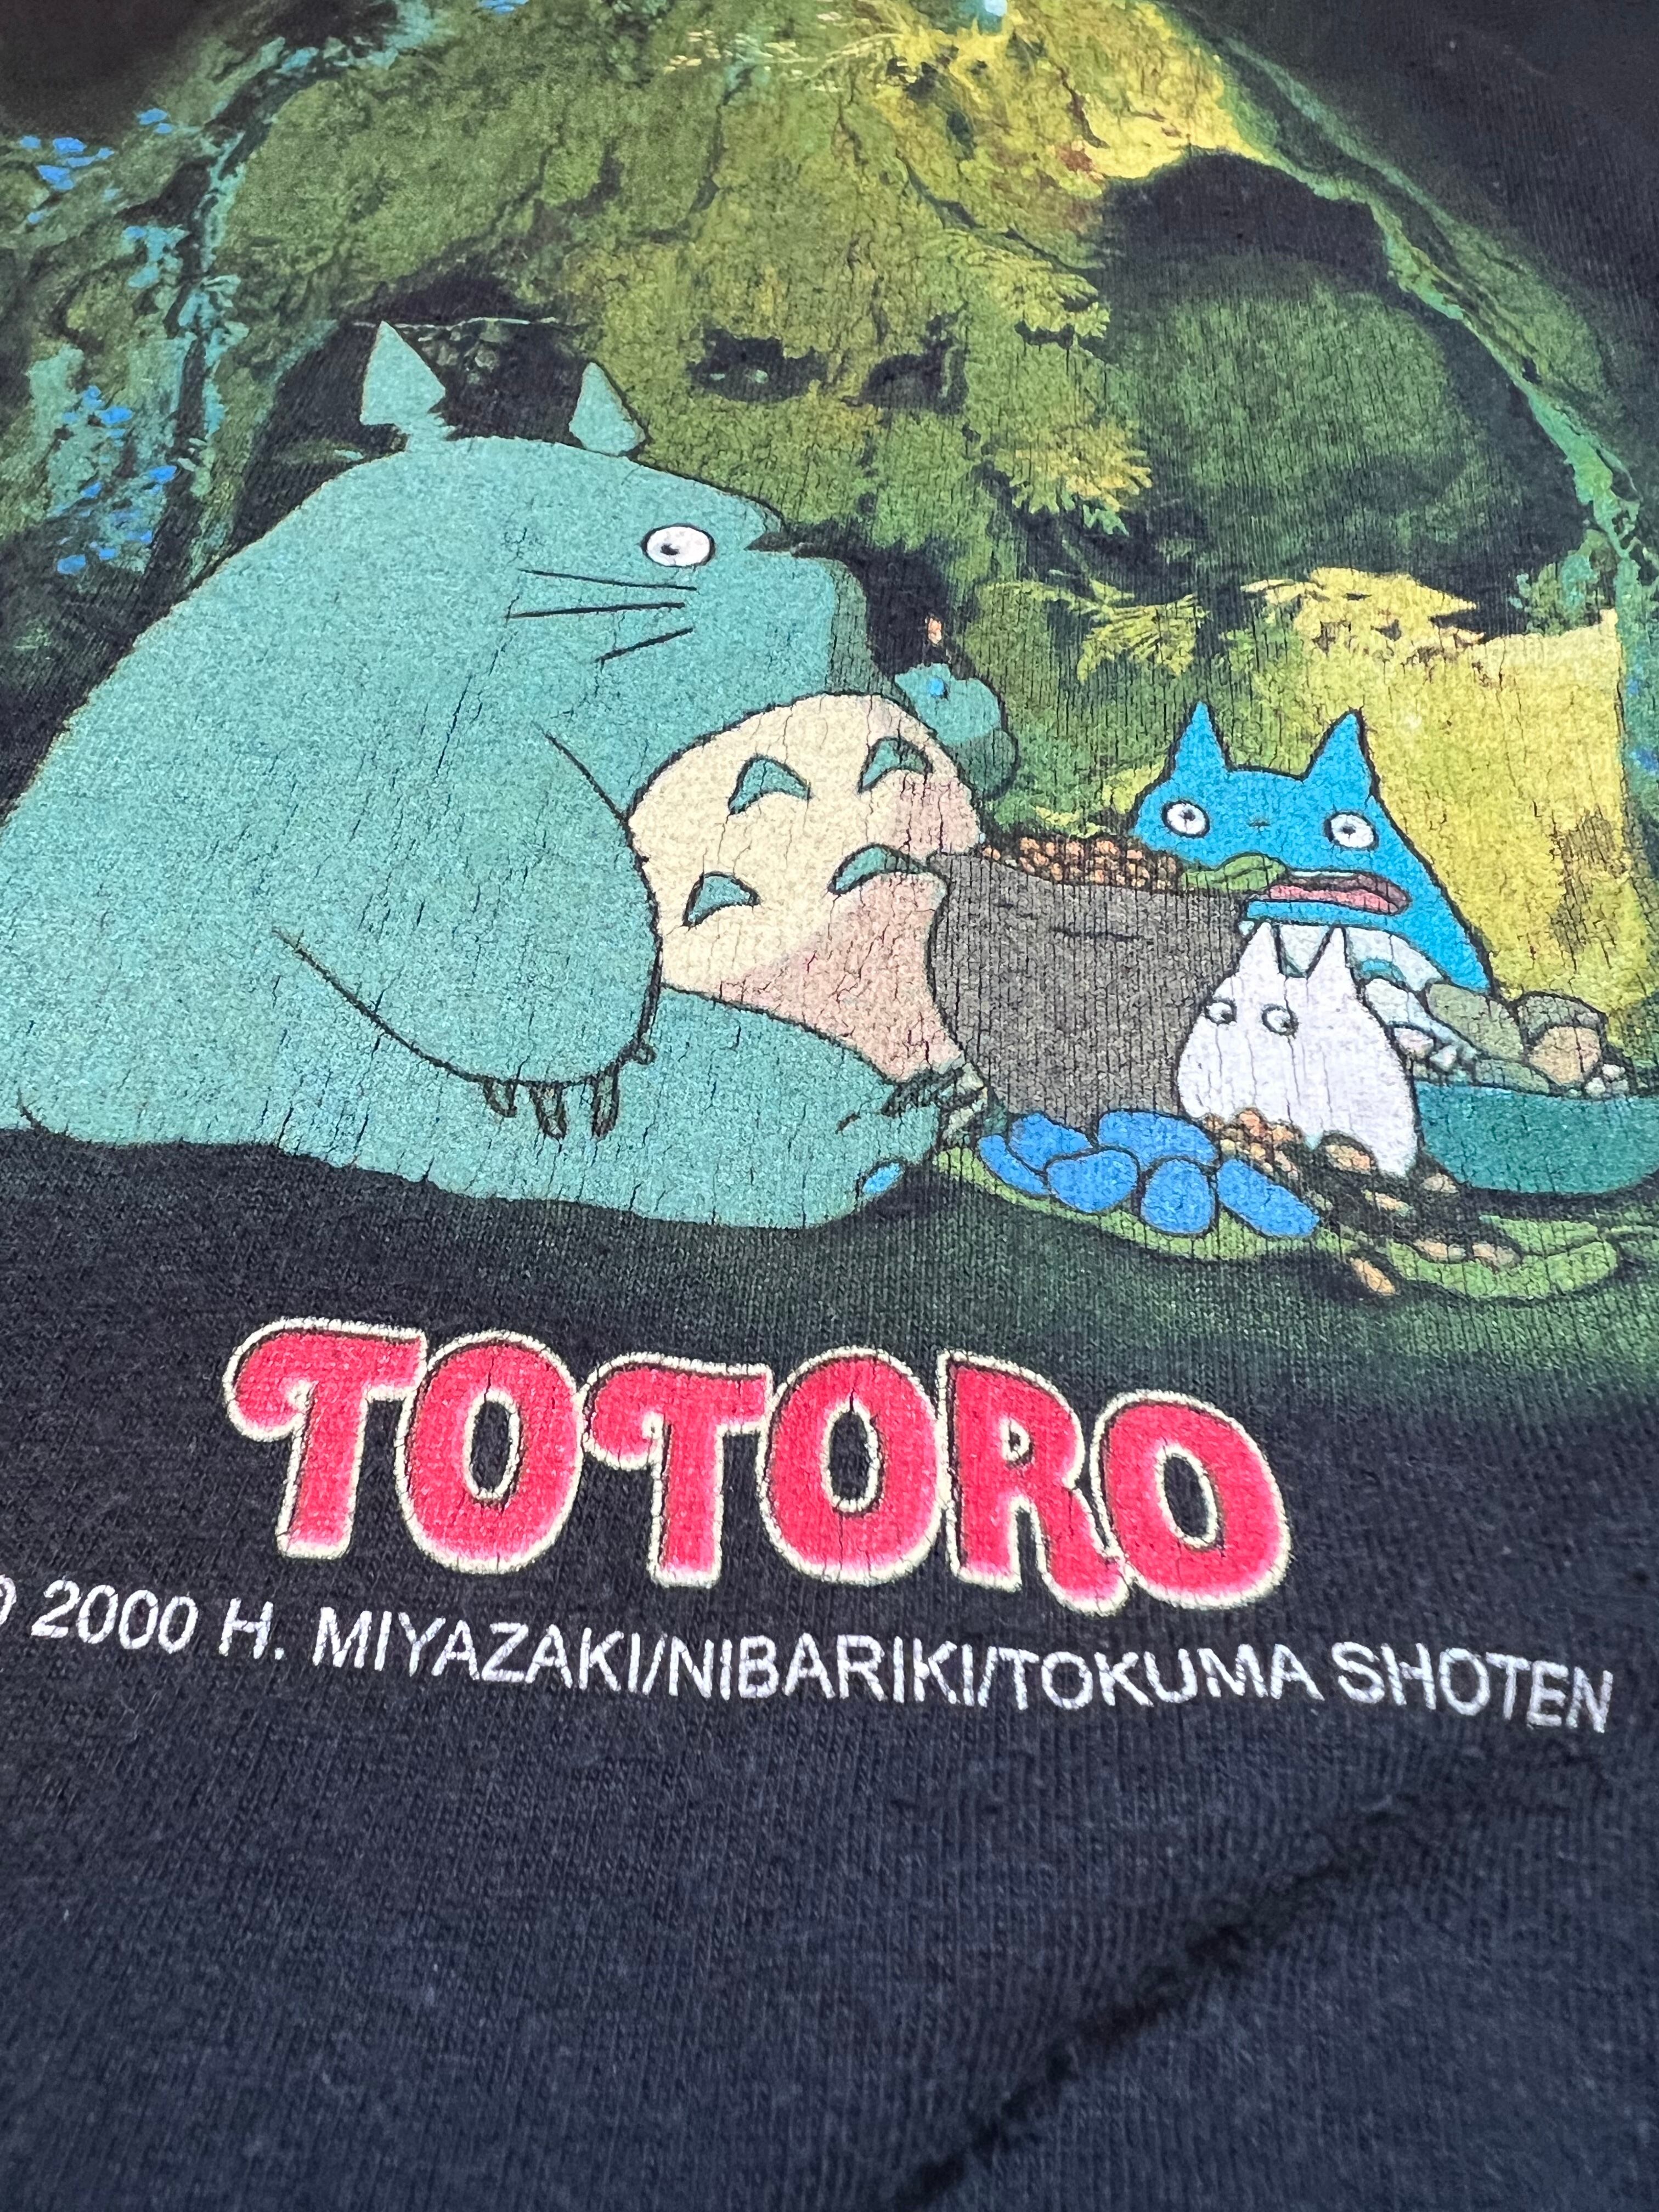 TOTORO
© 2000 H. MIYAZAKI/NIBARIKI/TOKUMA SHOTEN